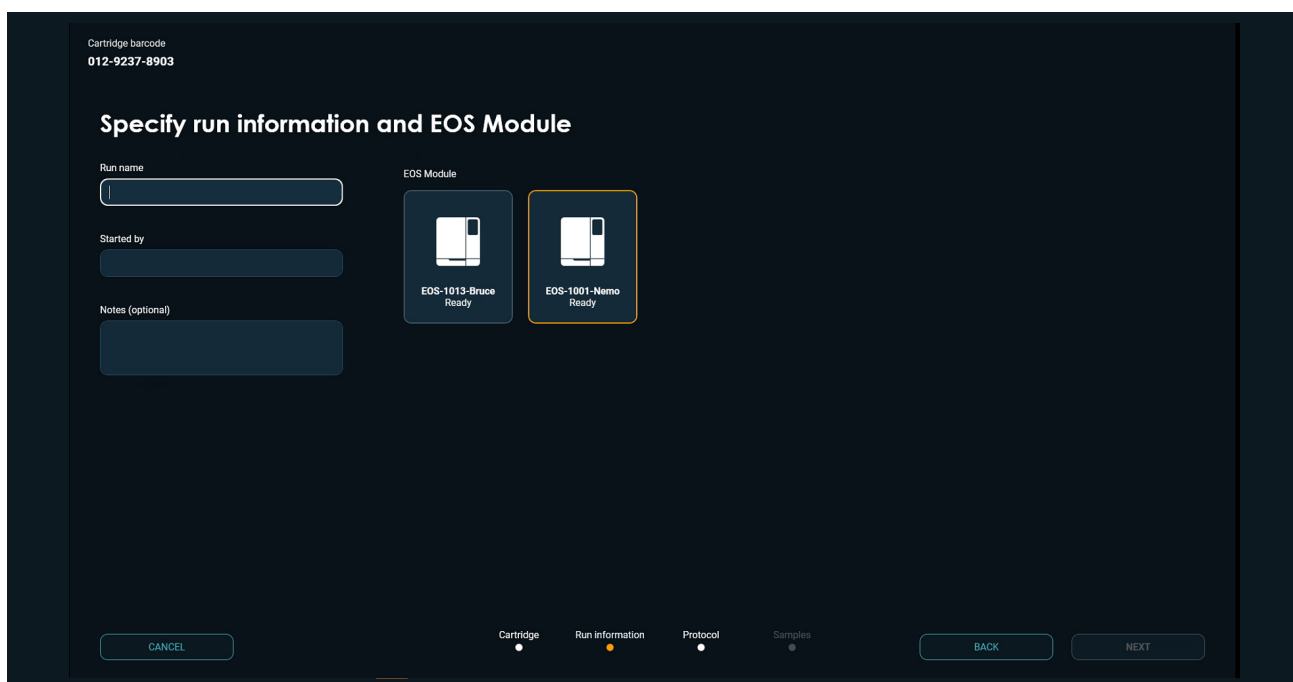 Cartridge barcode
012-9237-8903
Specify run information and EOS Module
Run name
Started by
Notes (optional)
EOS Module
EOS-1013-Bruce
Ready
EOS-1001-Nemo
Ready
CANCEL
Cartridge
Run information
Protocol
Samples
BACK
NEXT